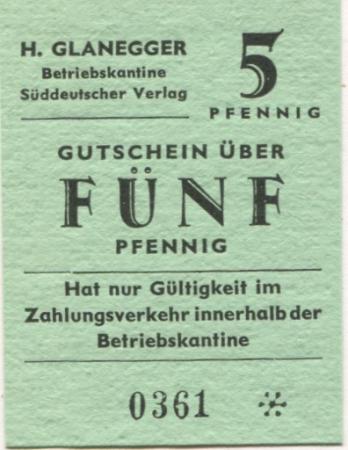 H. GLANEGGER
Betriebskantine
Süddeutscher Verlag
5
PFENNIG
GUTSCHEIN ÜBER
FÜNF
PFENNIG
Hat nur Gültigkeit im
Zahlungsverkehr innerhalb der
Betriebskantine
0361